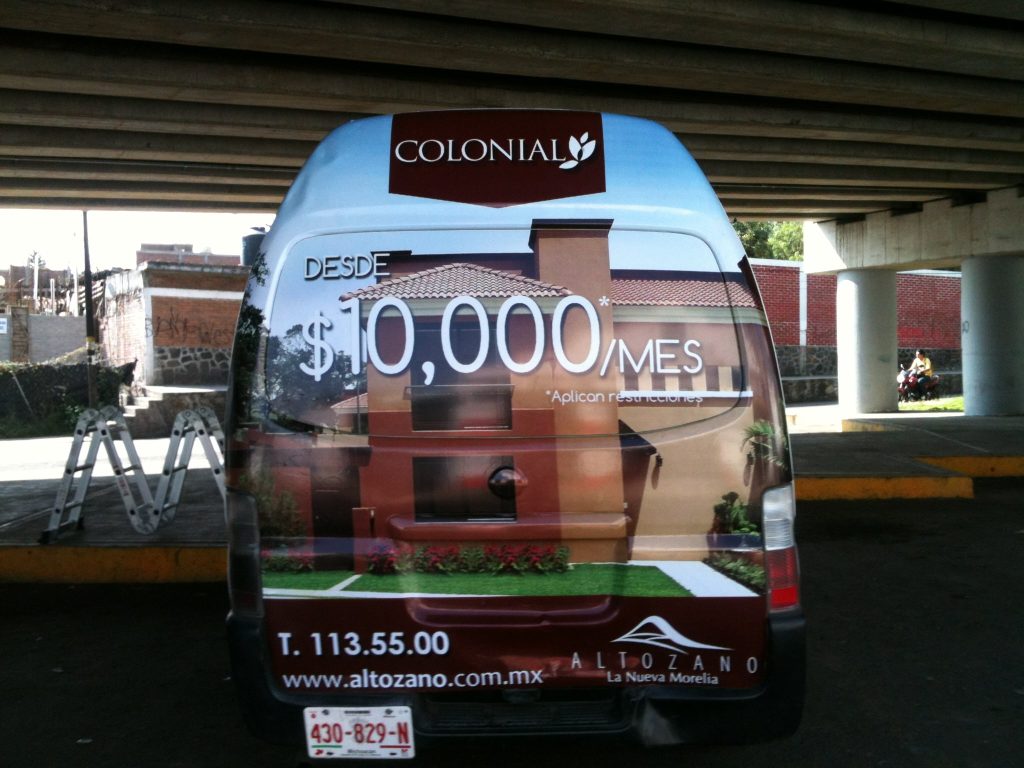 COLONIAL
DESDE
$10,000*/MES
*Aplican restricciones
T. 113.55.00
www.altozano.com.mx
ALTOZANO
La Nueva Morelia
430-829-N
Michoacan